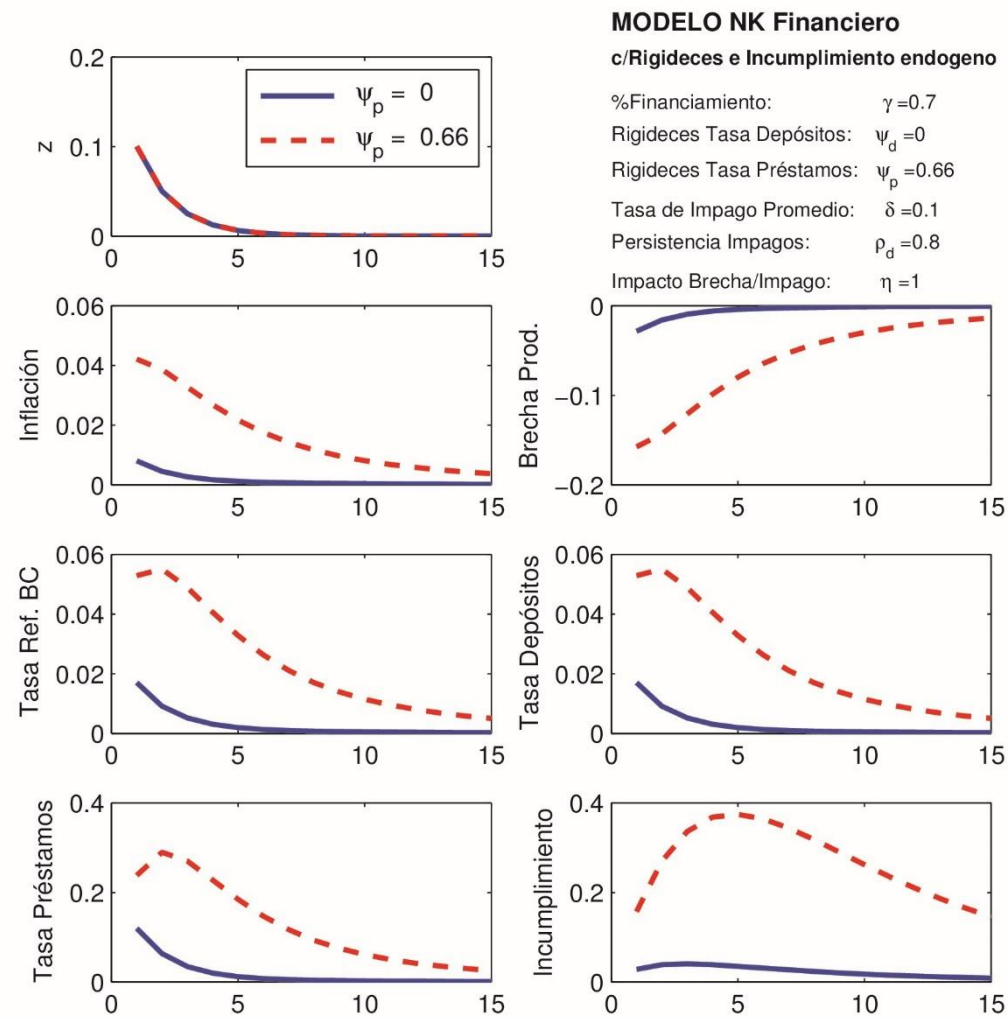 MODELO NK Financiero
c/Rigideces e Incumplimiento endogeno
%Financiamiento: γ =0.7
Rigideces Tasa Depósitos: ψ_d =0
Rigideces Tasa Préstamos: ψ_p =0.66
Tasa de Impago Promedio: δ =0.1
Persistencia Impagos: ρ_d =0.8
Impacto Brecha/Impago: η =1
z
0.2
0.1
0
0 5 10 15
ψ_p = 0
ψ_p = 0.66
Inflación
0.06
0.04
0.02
0
0 5 10 15
Brecha Prod.
0
−0.1
−0.2
0 5 10 15
Tasa Ref. BC
0.06
0.04
0.02
0
0 5 10 15
Tasa Depósitos
0.06
0.04
0.02
0
0 5 10 15
Tasa Préstamos
0.4
0.2
0
0 5 10 15
Incumplimiento
0.4
0.2
0
0 5 10 15